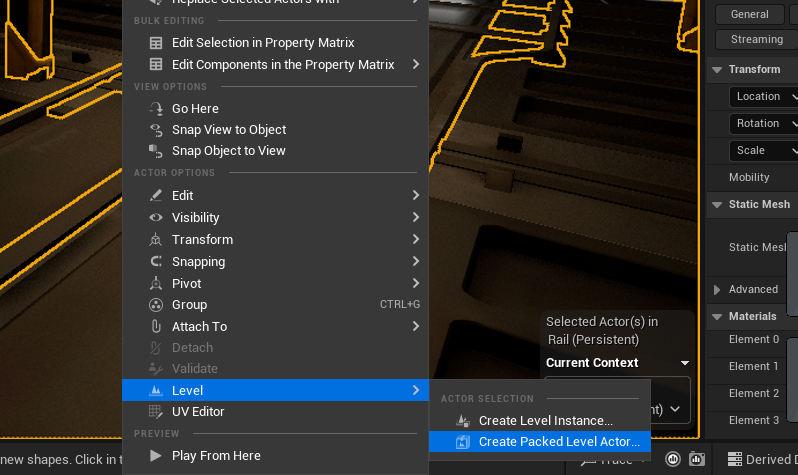 Replace Selected Actors with
BULK EDITING
Edit Selection in Property Matrix
Edit Components in the Property Matrix
VIEW OPTIONS
Go Here
Snap View to Object
Snap Object to View
ACTOR OPTIONS
Edit
Visibility
Transform
Snapping
Pivot
Group CTRL+G
Attach To
Detach
Validate
Level
UV Editor
PREVIEW
Play From Here
ACTOR SELECTION
Create Level Instance...
Create Packed Level Actor...
Selected Actor(s) in
Rail (Persistent)
Current Context
nt)
General
Streaming
Transform
Location
Rotation
Scale
Mobility
Static Mesh
Static Mesh
Advanced
Materials
Element 0
Element 1
Element 2
Element 3
new shapes. Click in t
Trace
Derived D